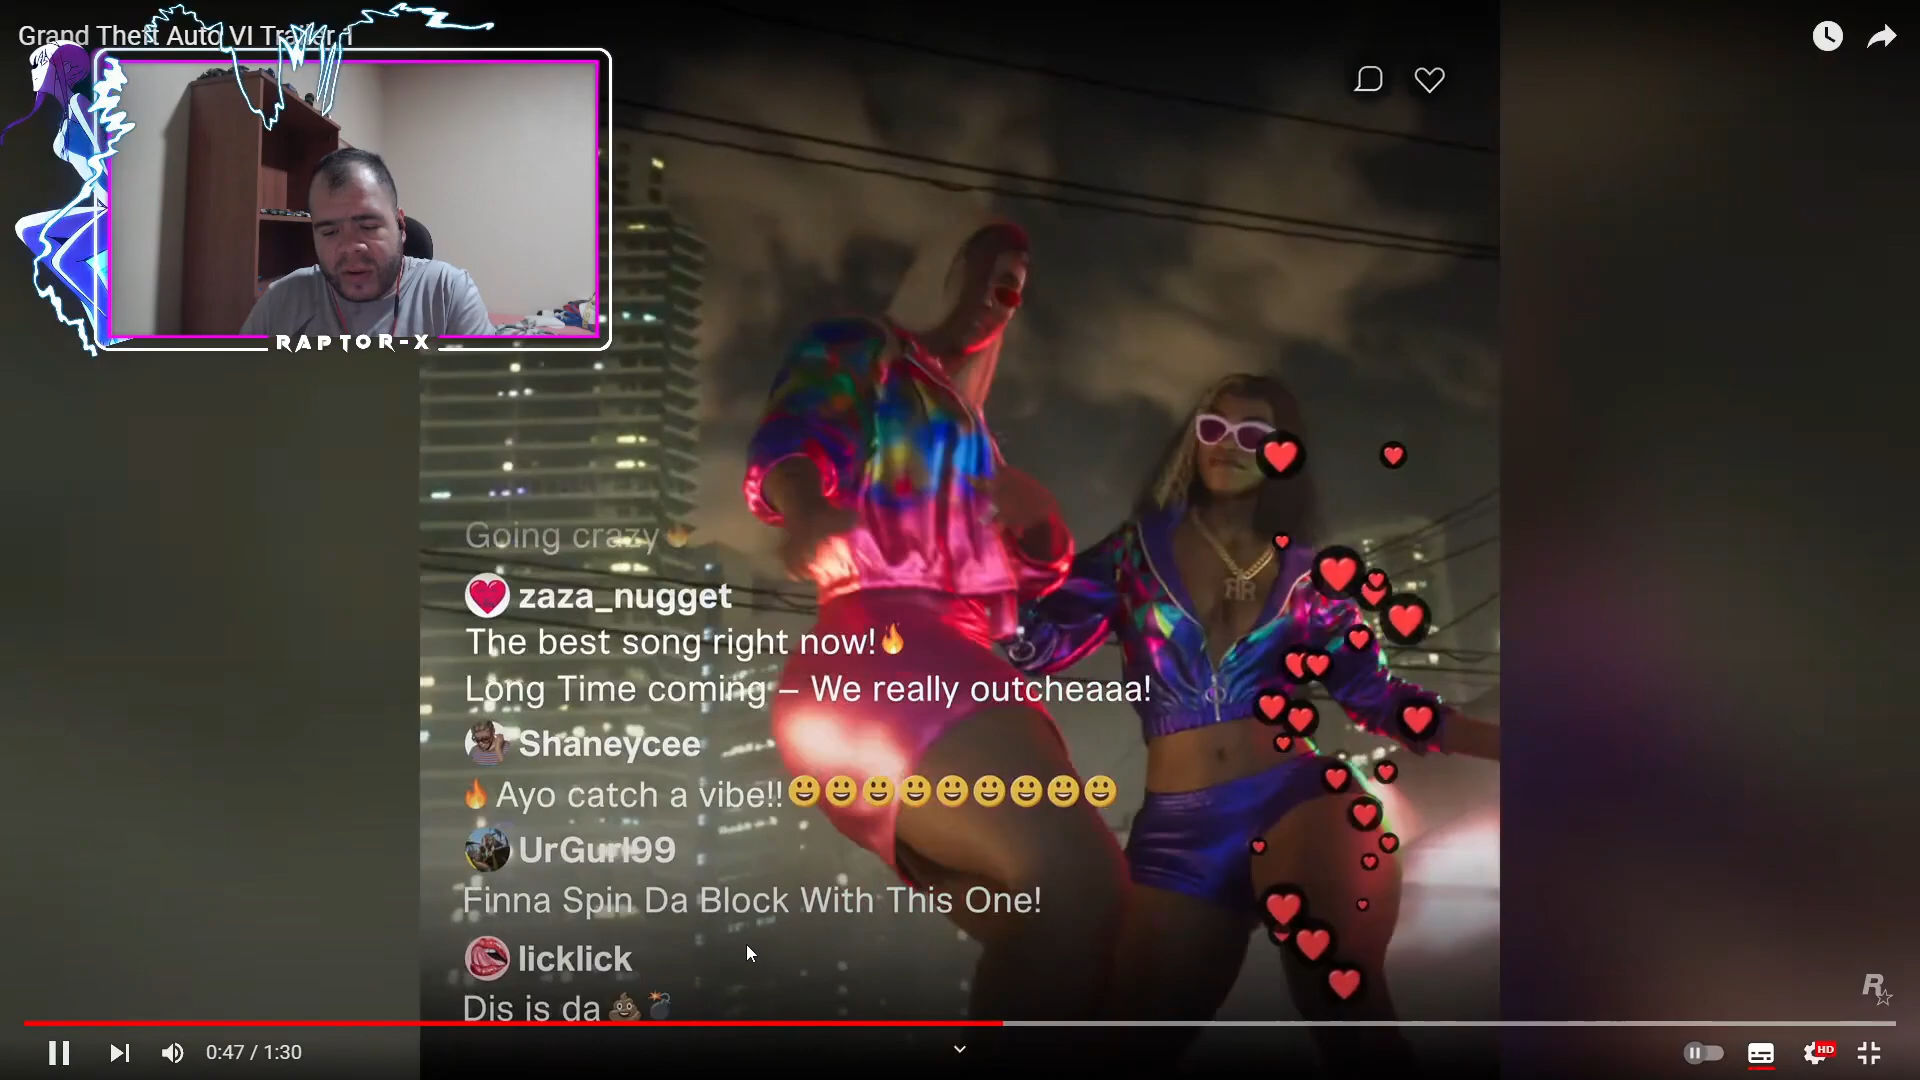 Grand Theft Auto VI Trailer 1
RAPTOR-X
Going crazy🔥
zaza_nugget
The best song right now!🔥
Long Time coming – We really outcheaaa!
Shaneycee
🔥Ayo catch a vibe!!😀😀😀😀😀😀😀😀😀
UrGurl99
Finna Spin Da Block With This One!
licklick
Dis is da💩💣
R
0:47 / 1:30
HD